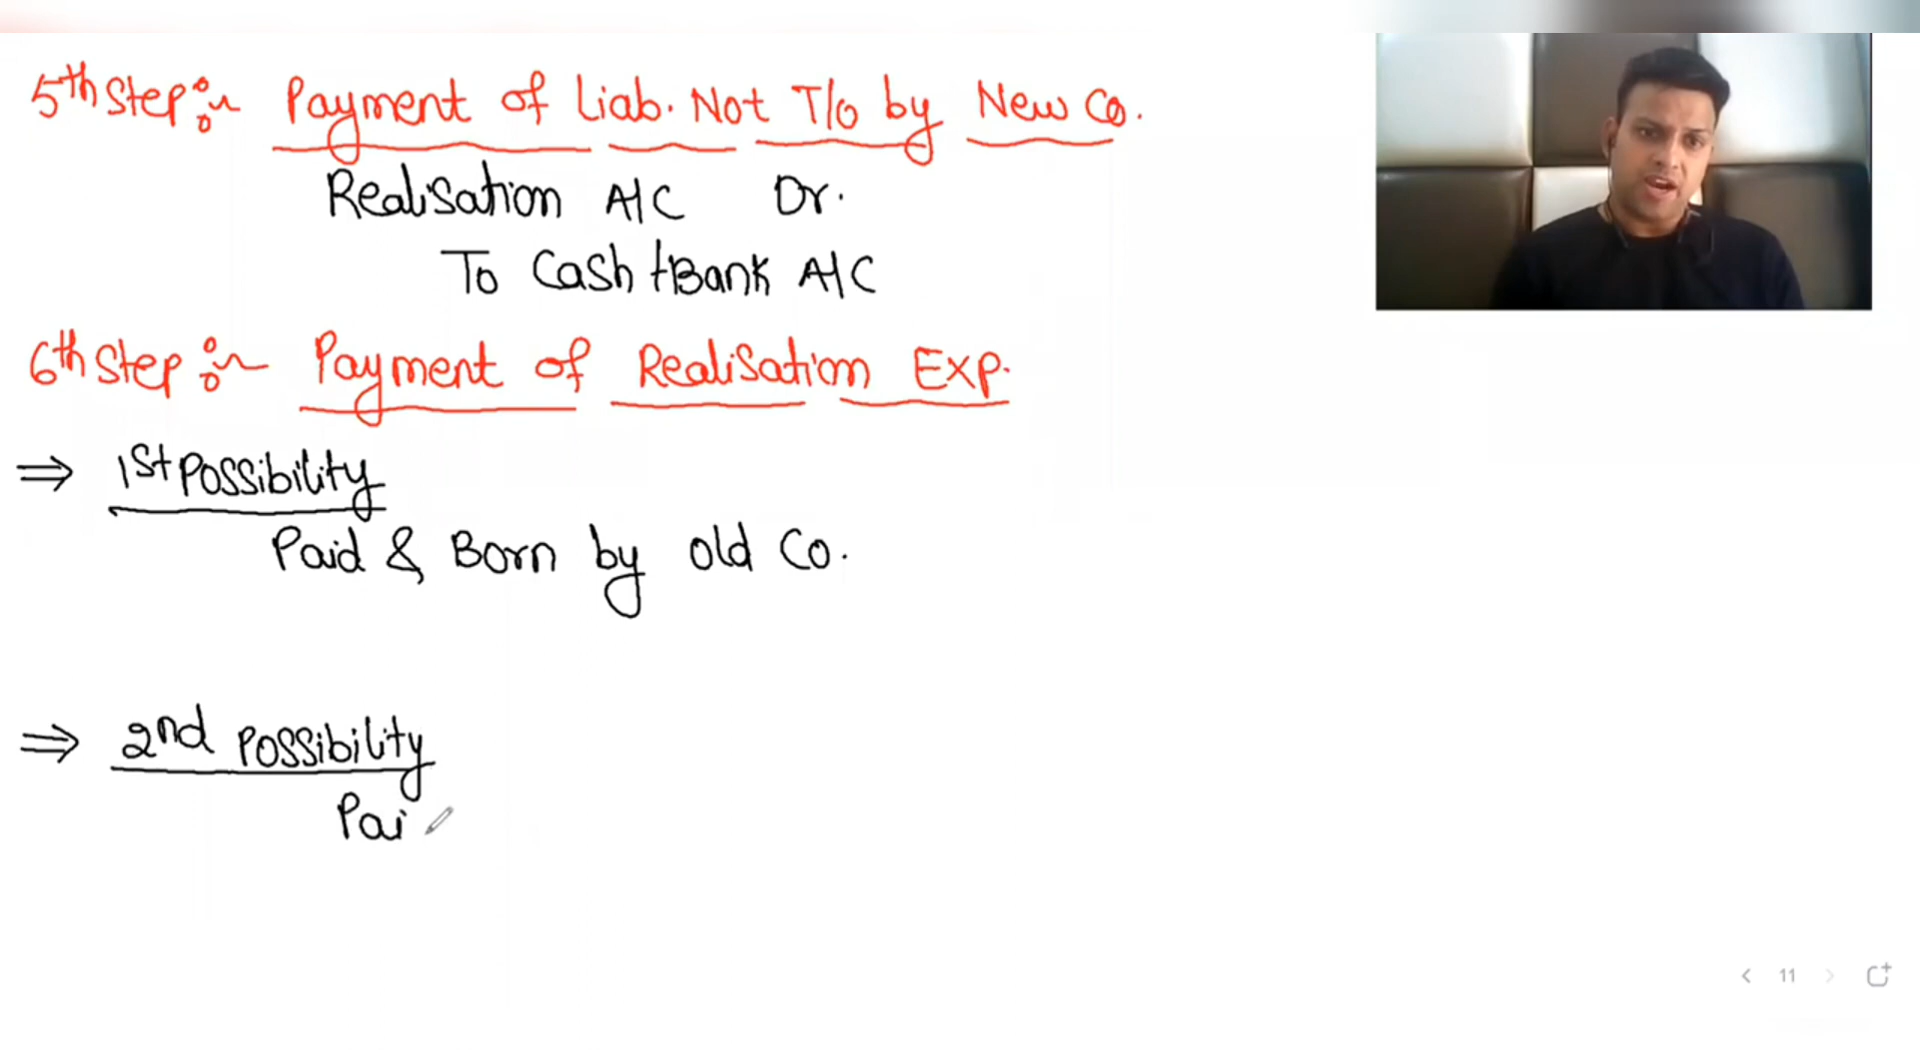 5th Step:- Payment of Liab. Not T/O by New Co.
Realisation A/C Dr.
To Cash / Bank A/C
6th Step:- Payment of Realisation Exp.
⇒ 1st Possibility
Paid & Born by Old Co.
⇒ 2nd Possibility
Pai
< 11 >